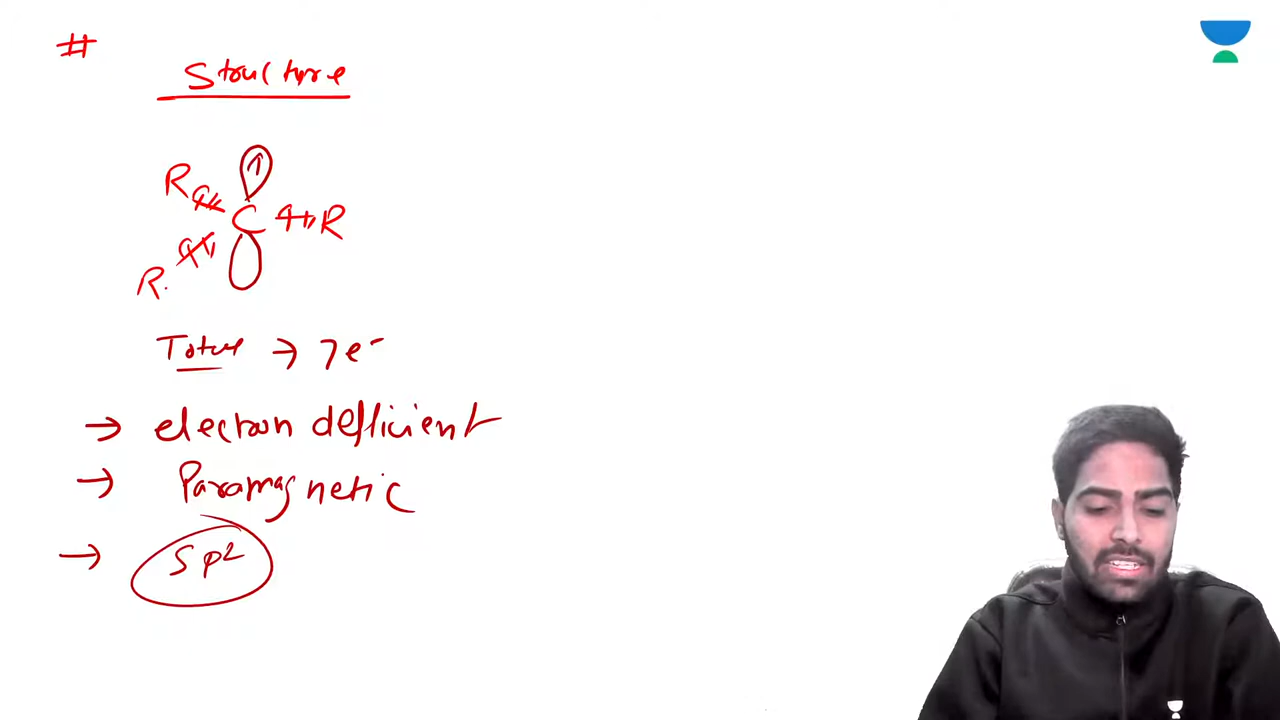 #
Structure
R
C
R
R.
Total → 7e⁻
→ electron defficient
→ Paramagnetic
→ Sp²